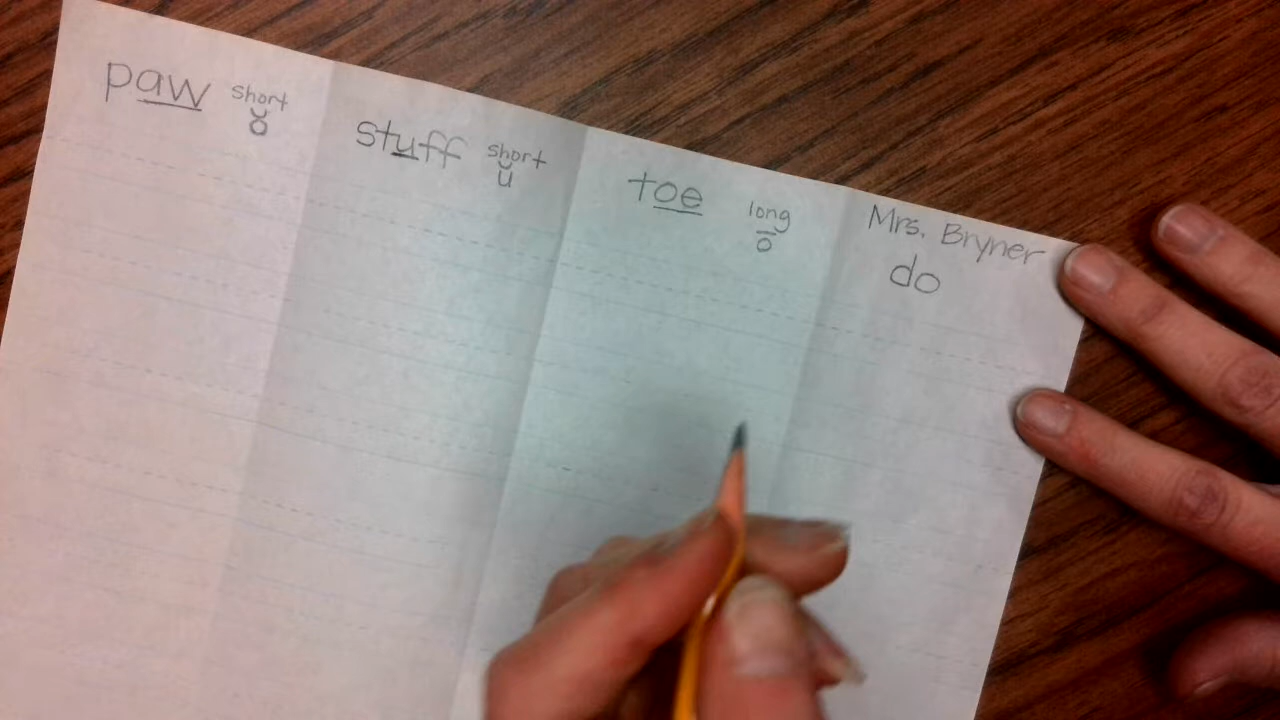 paw short
ŏ
stuff short
ŭ
toe long
ō
Mrs. Bryner
do